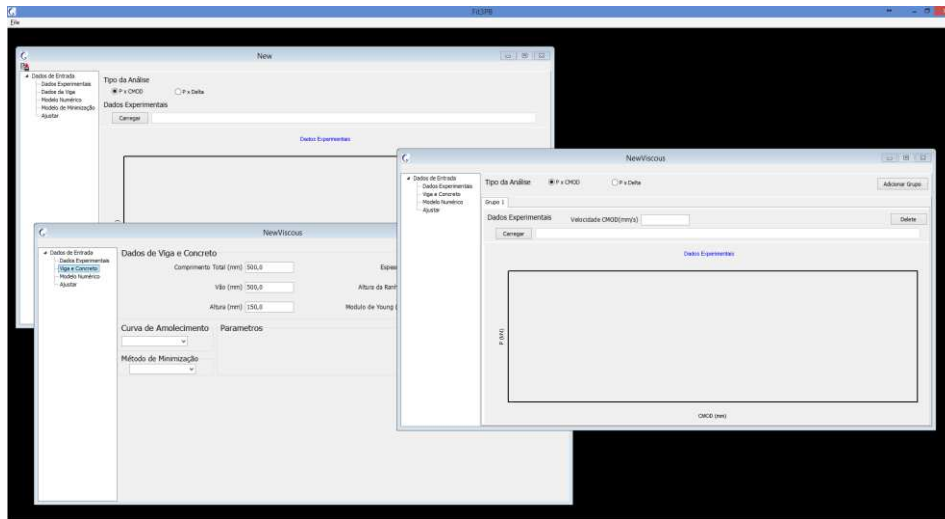 Fit3PB
File
New
Dados de Entrada
Dados Experimentais
Dados da Viga
Modelo Numérico
Modelo de Minimização
Ajustar
Tipo da Análise
P x CMOD
P x Delta
Dados Experimentais
Carregar
Dados Experimentais
NewViscous
Dados de Entrada
Dados Experimentais
Viga e Concreto
Modelo Numérico
Ajustar
Dados de Viga e Concreto
Comprimento Total (mm) 500,0
Vão (mm) 500,0
Altura (mm) 150,0
Altura da Ranh
Modulo de Young (
Curva de Amolecimento
Parametros
Método de Minimização
NewViscous
Dados de Entrada
Dados Experimentais
Viga e Concreto
Modelo Numérico
Ajustar
Tipo da Análise
P x CMOD
P x Delta
Adicionar Grupo
Grupo 1
Dados Experimentais
Velocidade CMOD(mm/s)
Delete
Carregar
Dados Experimentais
P (kN)
CMOD (mm)